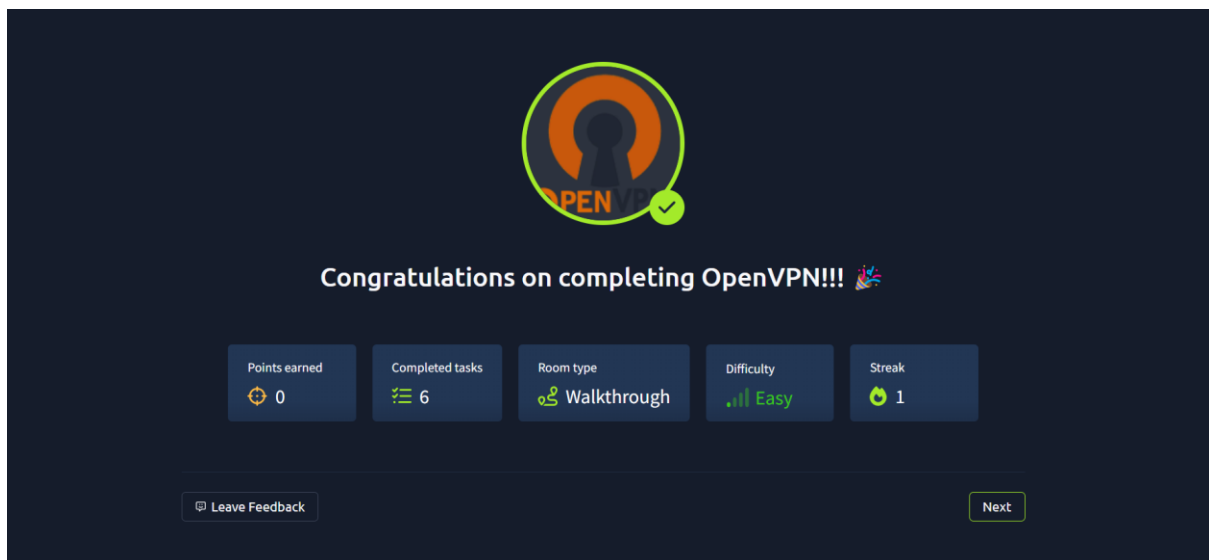 OPENVPN
Congratulations on completing OpenVPN!!! 🎉
Points earned
0
Completed tasks
6
Room type
Walkthrough
Difficulty
Easy
Streak
1
Leave Feedback
Next